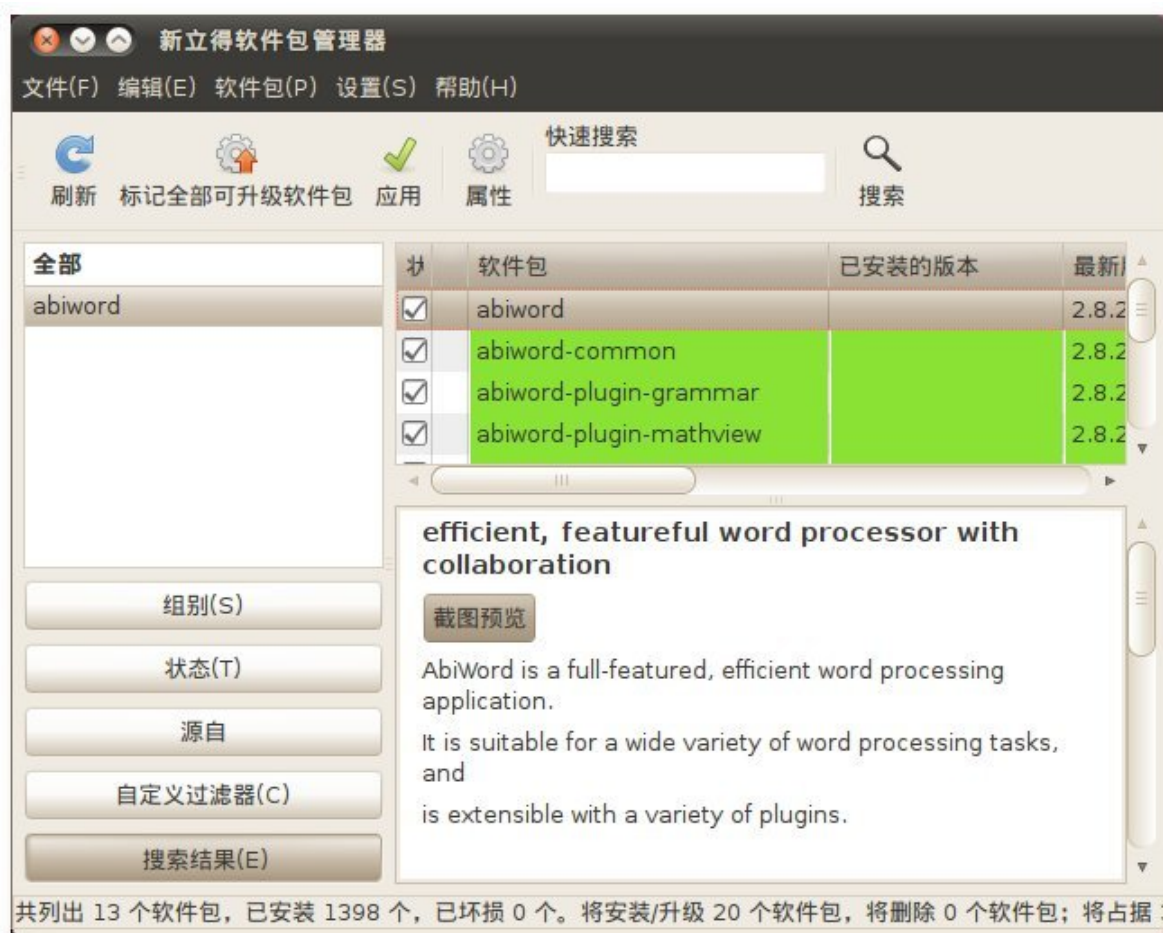 新立得软件包管理器
文件(F) 编辑(E) 软件包(P) 设置(S) 帮助(H)
快速搜索
刷新 标记全部可升级软件包 应用 属性 搜索
全部
abiword
状 软件包 已安装的版本 最新
abiword 2.8.2
abiword-common 2.8.2
abiword-plugin-grammar 2.8.2
abiword-plugin-mathview 2.8.2
efficient, featureful word processor with
collaboration
截图预览
AbiWord is a full-featured, efficient word processing
application.
It is suitable for a wide variety of word processing tasks,
and
is extensible with a variety of plugins.
组别(S)
状态(T)
源自
自定义过滤器(C)
搜索结果(E)
共列出 13 个软件包，已安装 1398 个，已坏损 0 个。将安装/升级 20 个软件包，将删除 0 个软件包；将占据